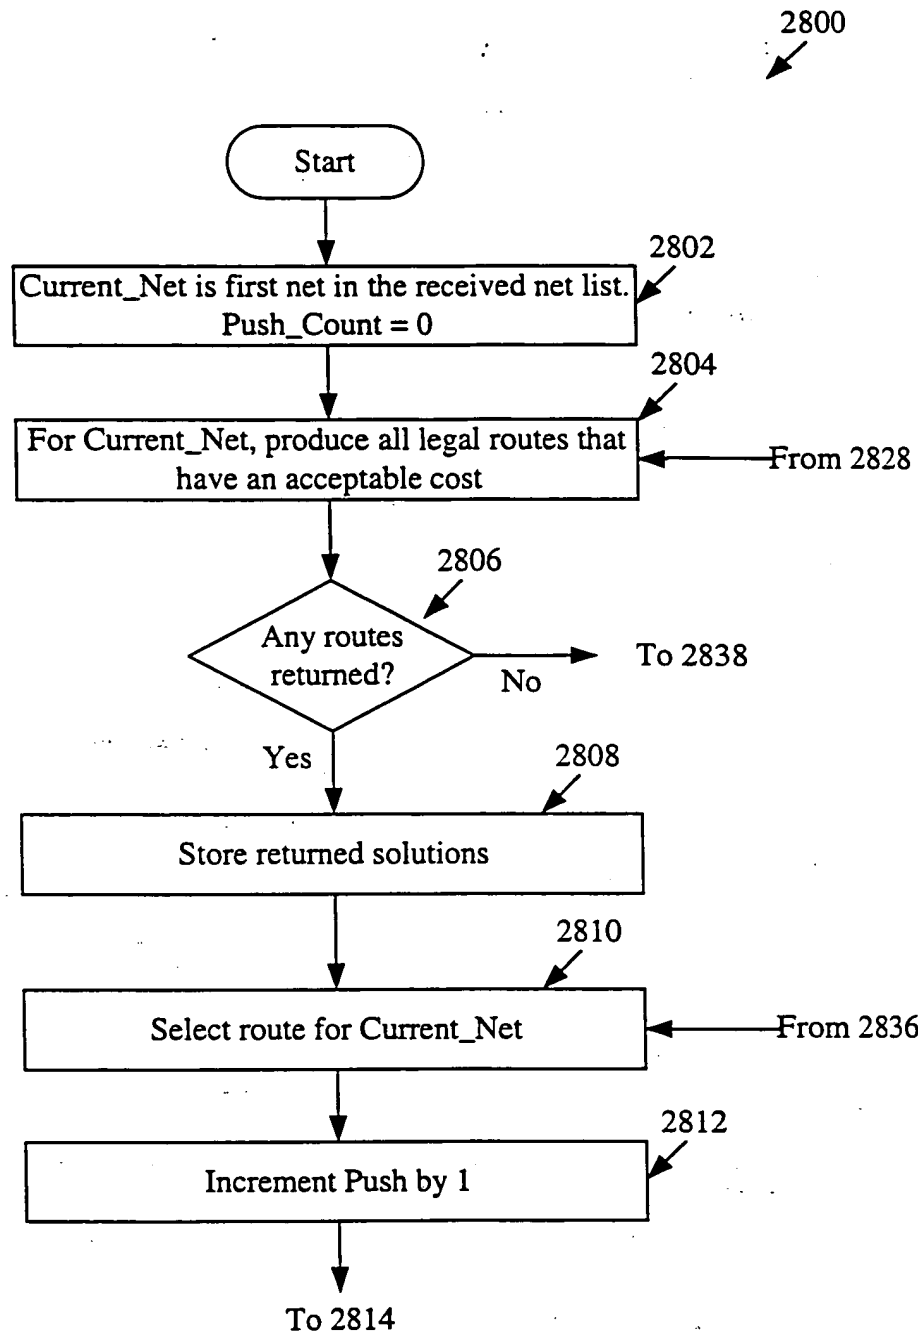 2800
Start
2802
Current_Net is first net in the received net list.
Push_Count = 0
2804
For Current_Net, produce all legal routes that
have an acceptable cost
From 2828
2806
Any routes
returned?
No
To 2838
Yes
2808
Store returned solutions
2810
Select route for Current_Net
From 2836
2812
Increment Push by 1
To 2814